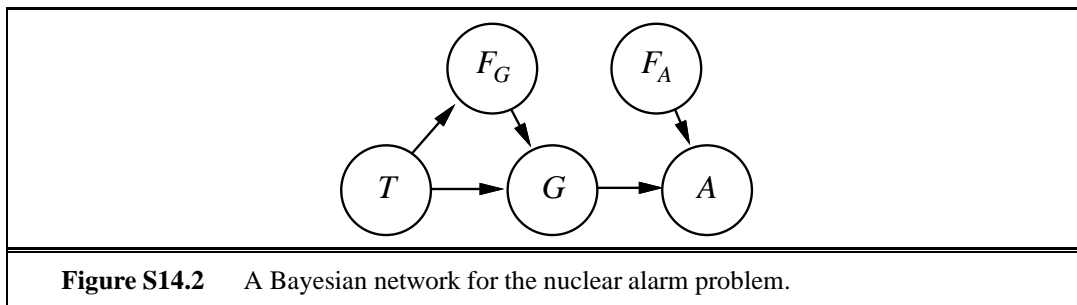 F_G
F_A
T
G
A
Figure S14.2 A Bayesian network for the nuclear alarm problem.